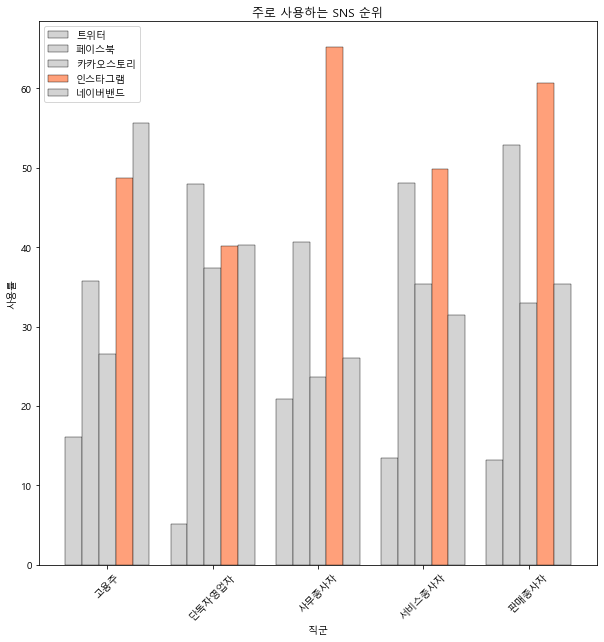 주로 사용하는 SNS 순위
트위터
페이스북
카카오스토리
인스타그램
네이버밴드
사용률
60
50
40
30
20
10
0
고용주
단독자영업자
사무종사자
서비스종사자
판매종사자
직군